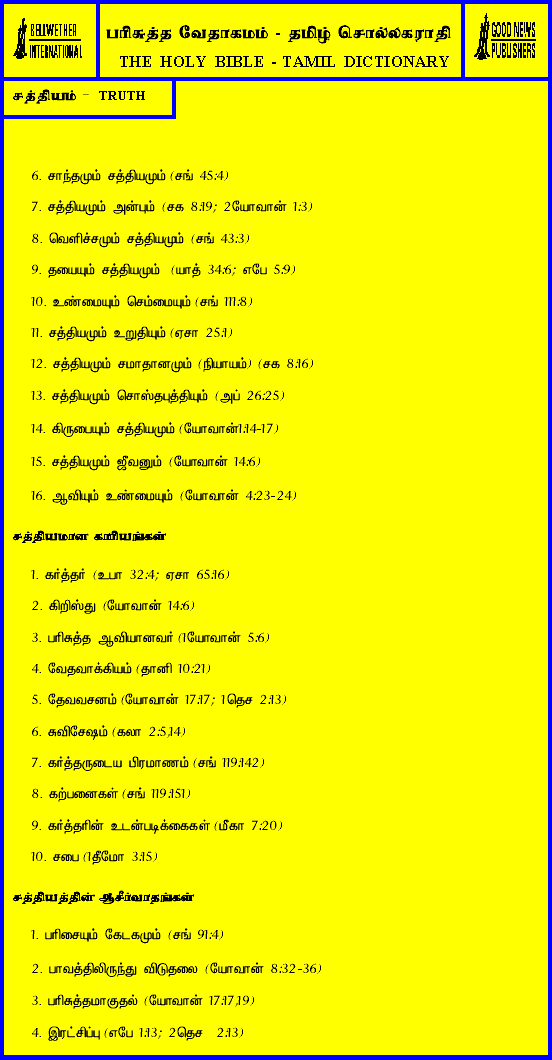 BELLWETHER
INTERNATIONAL
பரிசுத்த வேதாகமம் - தமிழ் சொல்லகராதி
THE HOLY BIBLE - TAMIL DICTIONARY
GOOD NEWS
PUBLISHERS
சத்தியம் - TRUTH
6. சாந்தமும் சத்தியமும் (சங் 45:4)
7. சத்தியமும் அன்பும் (சக 8:19; 2யோவான் 1:3)
8. வெளிச்சமும் சத்தியமும் (சங் 43:3)
9. தயையும் சத்தியமும் (யாத் 34:6; எபே 5:9)
10. உண்மையும் செம்மையும் (சங் 111:8)
11. சத்தியமும் உறுதியும் (ஏசா 25:1)
12. சத்தியமும் சமாதானமும் (நியாயம்) (சக 8:16)
13. சத்தியமும் சொஸ்தபுத்தியும் (அப் 26:25)
14. கிருபையும் சத்தியமும் (யோவான்1:14-17)
15. சத்தியமும் ஜீவனும் (யோவான் 14:6)
16. ஆவியும் உண்மையும் (யோவான் 4:23-24)
சத்தியமான காரியங்கள்
1. கர்த்தர் (உபா 32:4; ஏசா 65:16)
2. கிறிஸ்து (யோவான் 14:6)
3. பரிசுத்த ஆவியானவர் (1யோவான் 5:6)
4. வேதவாக்கியம் (தானி 10:21)
5. தேவவசனம் (யோவான் 17:17; 1தெச 2:13)
6. சுவிசேஷம் (கலா 2:5,14)
7. கர்த்தருடைய பிரமாணம் (சங் 119:142)
8. கற்பனைகள் (சங் 119:151)
9. கர்த்தரின் உடன்படிக்கைகள் (மீகா 7:20)
10. சபை (1தீமோ 3:15)
சத்தியத்தின் ஆசீர்வாதங்கள்
1. பரிசையும் கேடகமும் (சங் 91:4)
2. பாவத்திலிருந்து விடுதலை (யோவான் 8:32-36)
3. பரிசுத்தமாகுதல் (யோவான் 17:17,19)
4. இரட்சிப்பு (எபே 1:13; 2தெச 2:13)